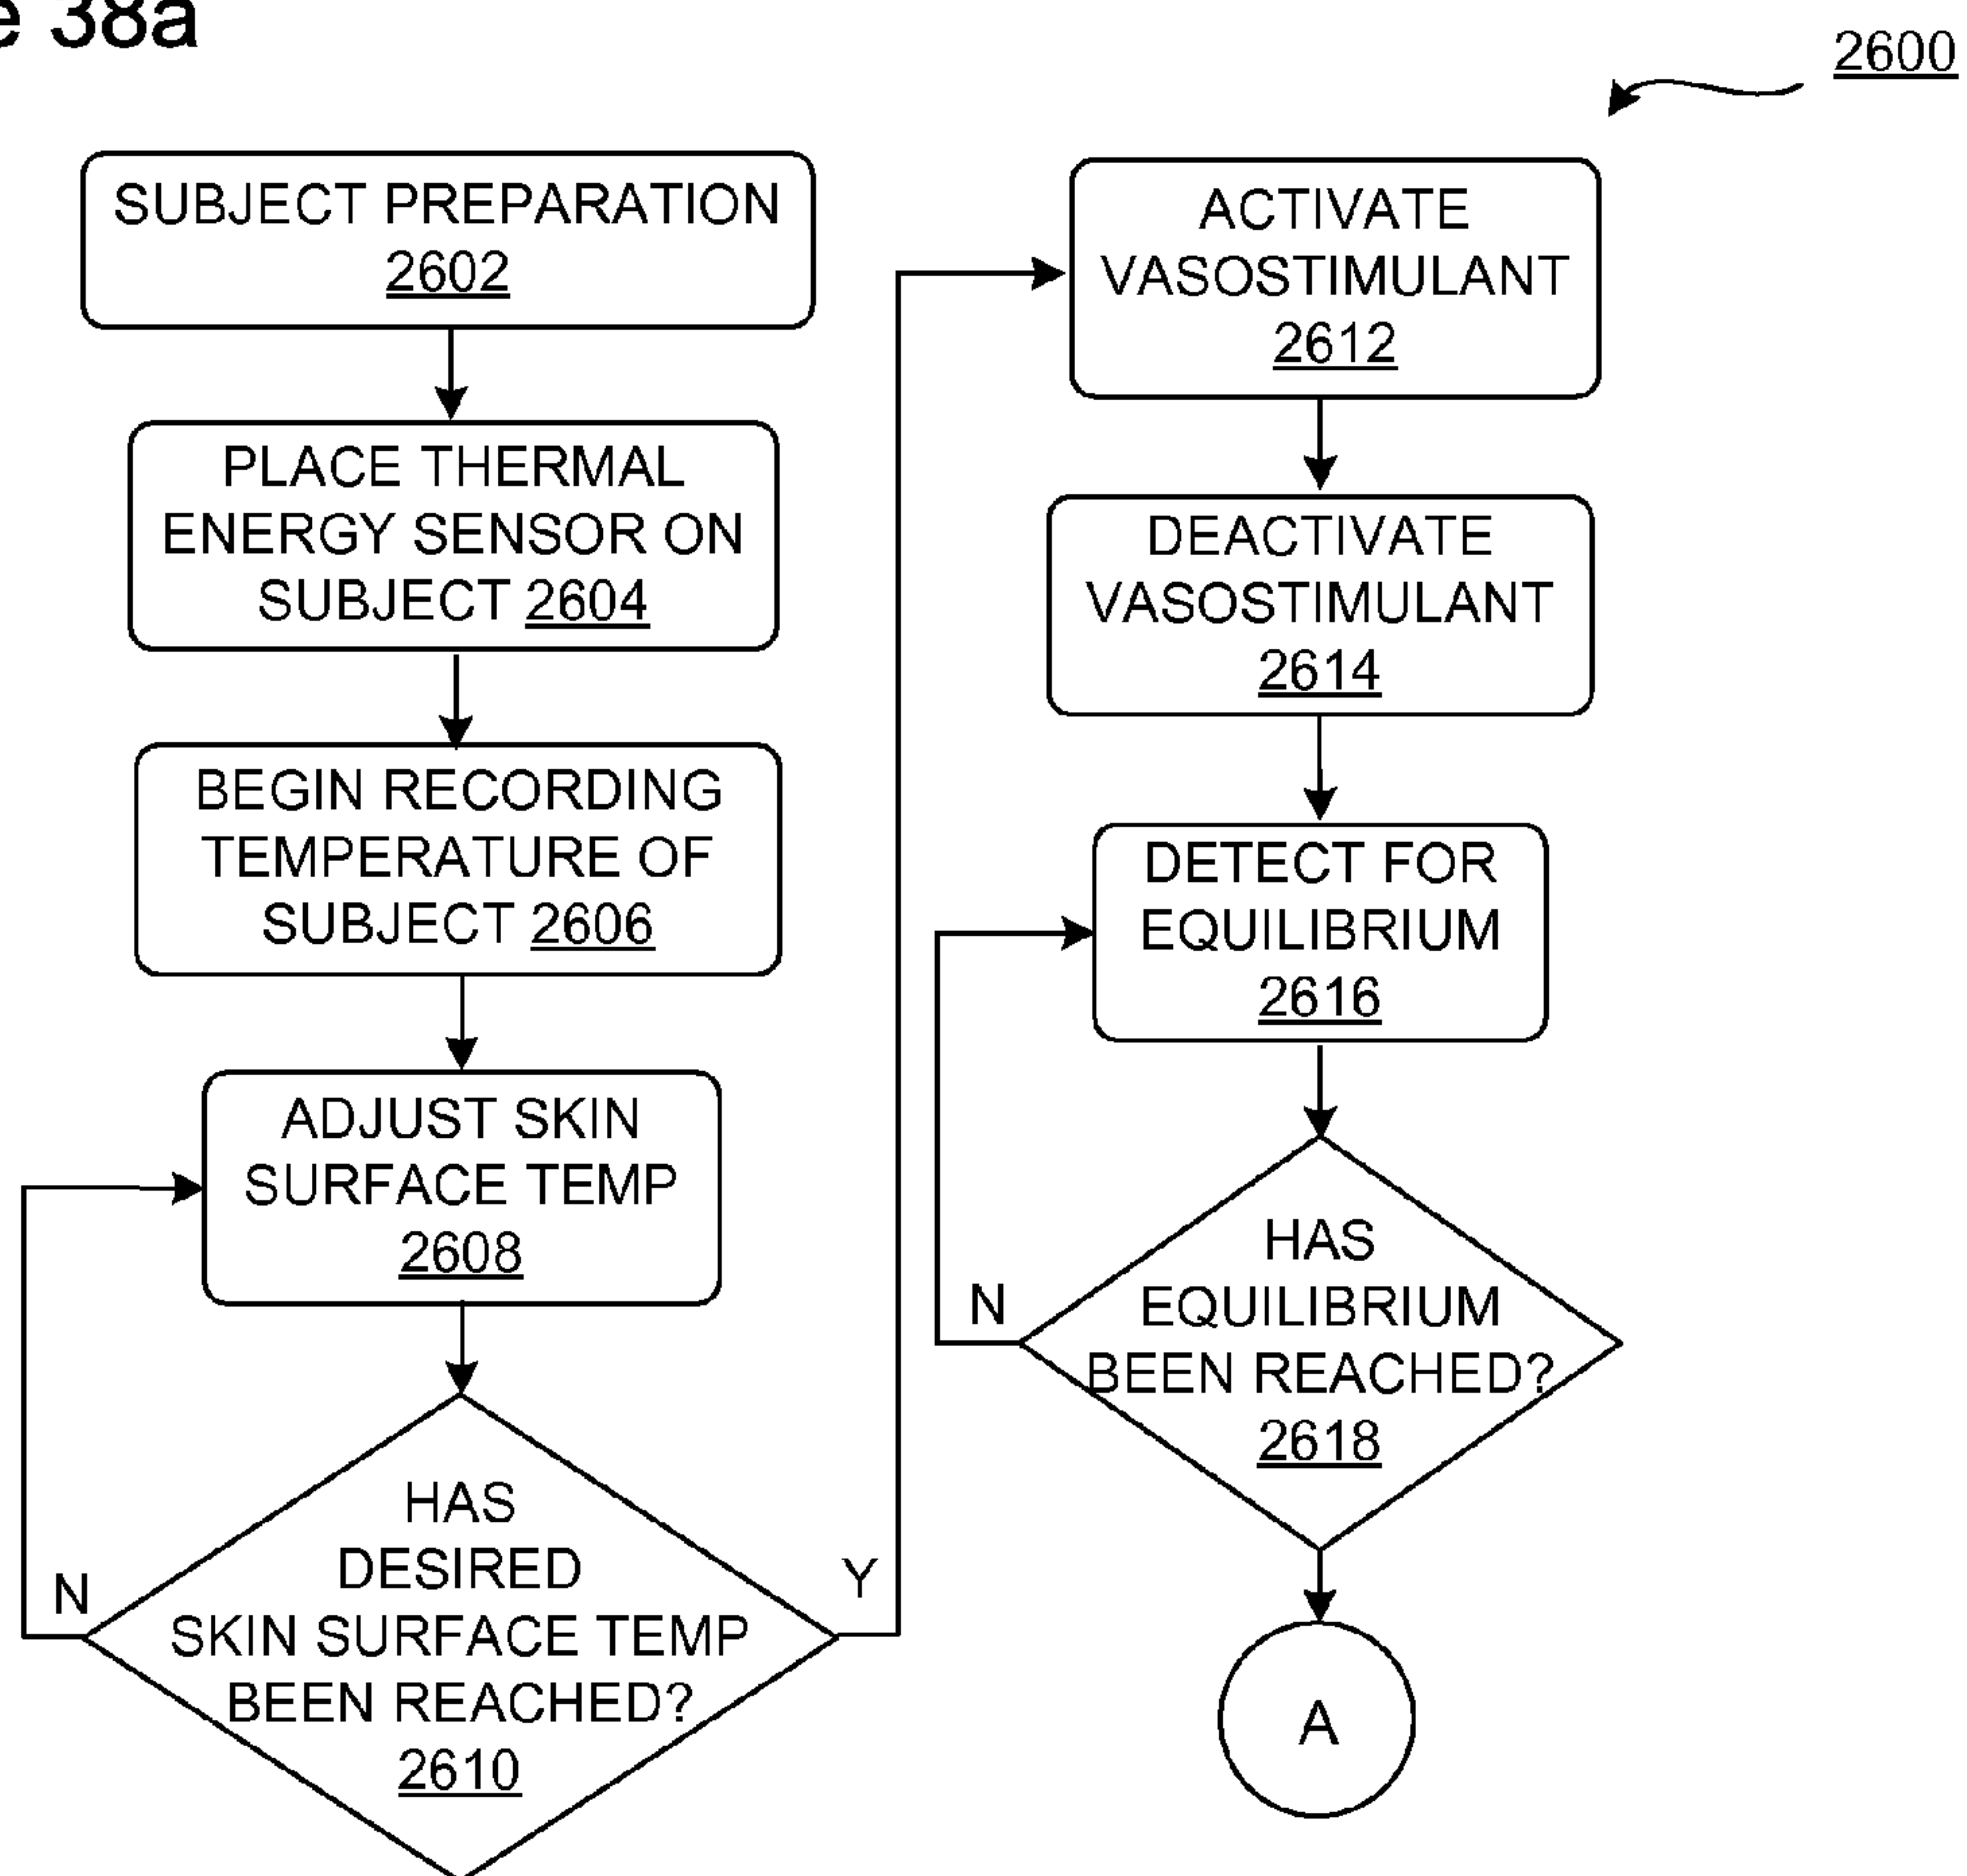 e 38a
2600
SUBJECT PREPARATION
2602
PLACE THERMAL
ENERGY SENSOR ON
SUBJECT 2604
BEGIN RECORDING
TEMPERATURE OF
SUBJECT 2606
ADJUST SKIN
SURFACE TEMP
2608
HAS
DESIRED
SKIN SURFACE TEMP
BEEN REACHED?
2610
N
Y
ACTIVATE
VASOSTIMULANT
2612
DEACTIVATE
VASOSTIMULANT
2614
DETECT FOR
EQUILIBRIUM
2616
HAS
EQUILIBRIUM
BEEN REACHED?
2618
N
A